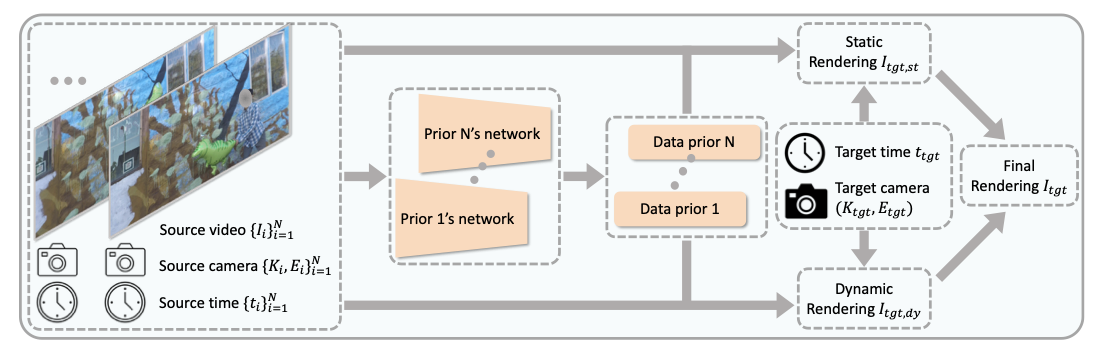 Source video {I_i}_{i=1}^N
Source camera {K_i, E_i}_{i=1}^N
Source time {t_i}_{i=1}^N
Prior N's network
Prior 1's network
Data prior N
Data prior 1
Static
Rendering I_{tgt,st}
Target time t_{tgt}
Target camera
(K_{tgt}, E_{tgt})
Dynamic
Rendering I_{tgt,dy}
Final
Rendering I_{tgt}